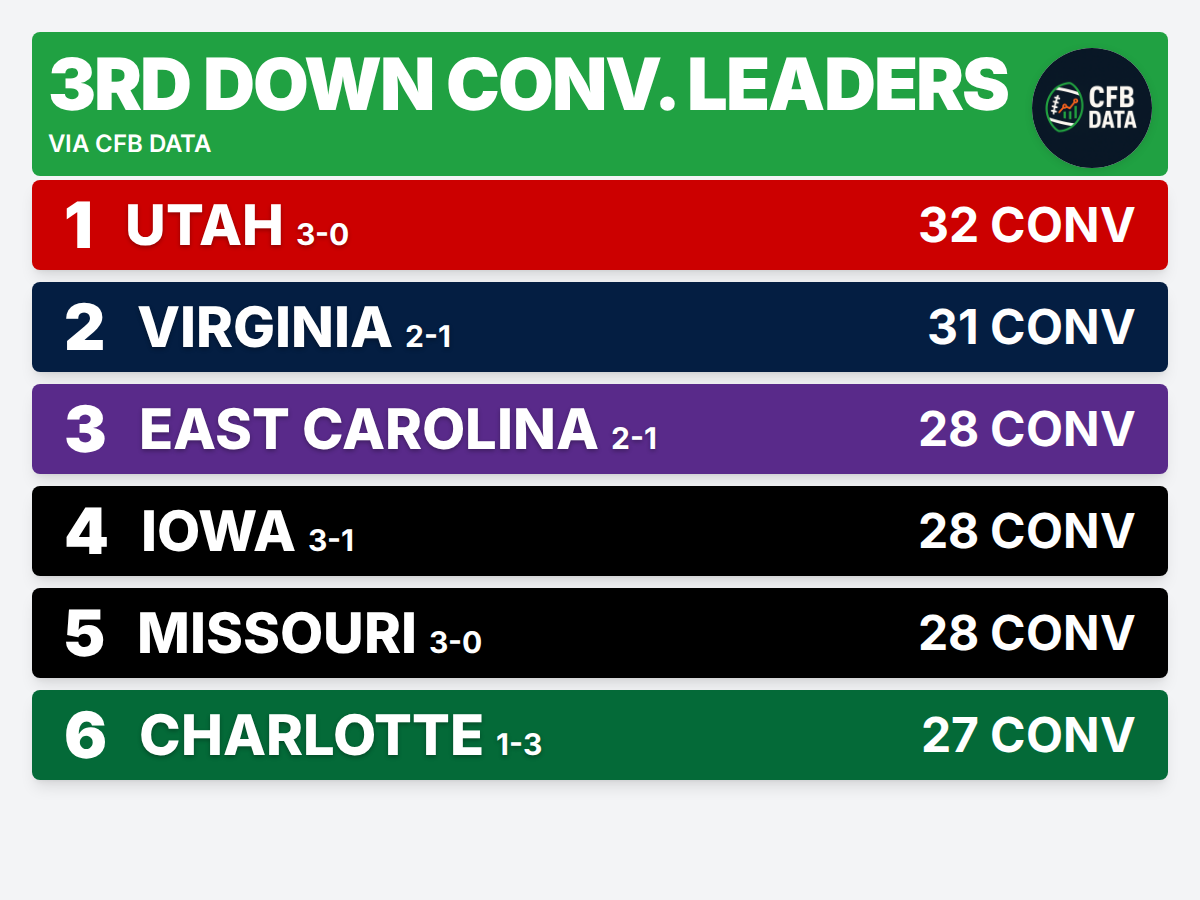 3RD DOWN CONV. LEADERS
VIA CFB DATA
CFB
DATA
1 UTAH 3-0 32 CONV
2 VIRGINIA 2-1 31 CONV
3 EAST CAROLINA 2-1 28 CONV
4 IOWA 3-1 28 CONV
5 MISSOURI 3-0 28 CONV
6 CHARLOTTE 1-3 27 CONV